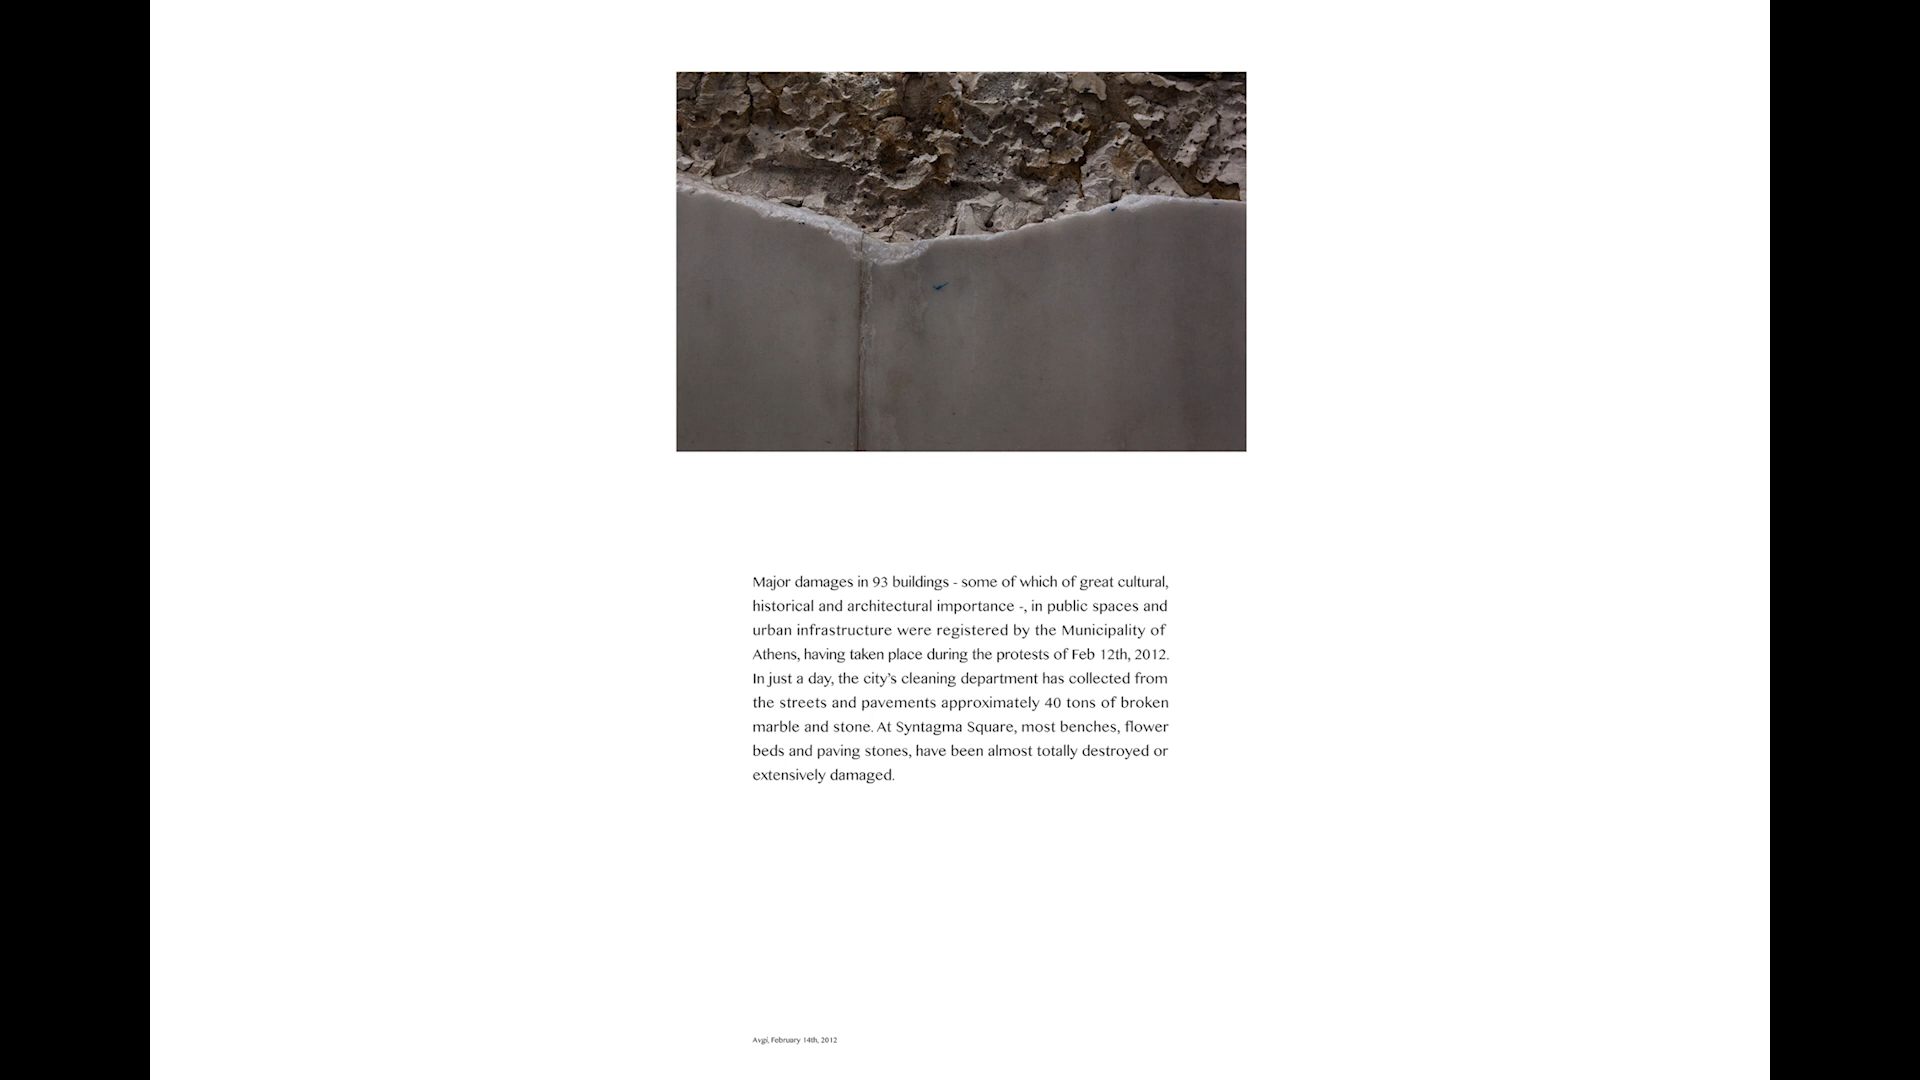 Major damages in 93 buildings - some of which of great cultural,
historical and architectural importance -, in public spaces and
urban infrastructure were registered by the Municipality of
Athens, having taken place during the protests of Feb 12th, 2012.
In just a day, the city’s cleaning department has collected from
the streets and pavements approximately 40 tons of broken
marble and stone. At Syntagma Square, most benches, flower
beds and paving stones, have been almost totally destroyed or
extensively damaged.
Avgi, February 14th, 2012